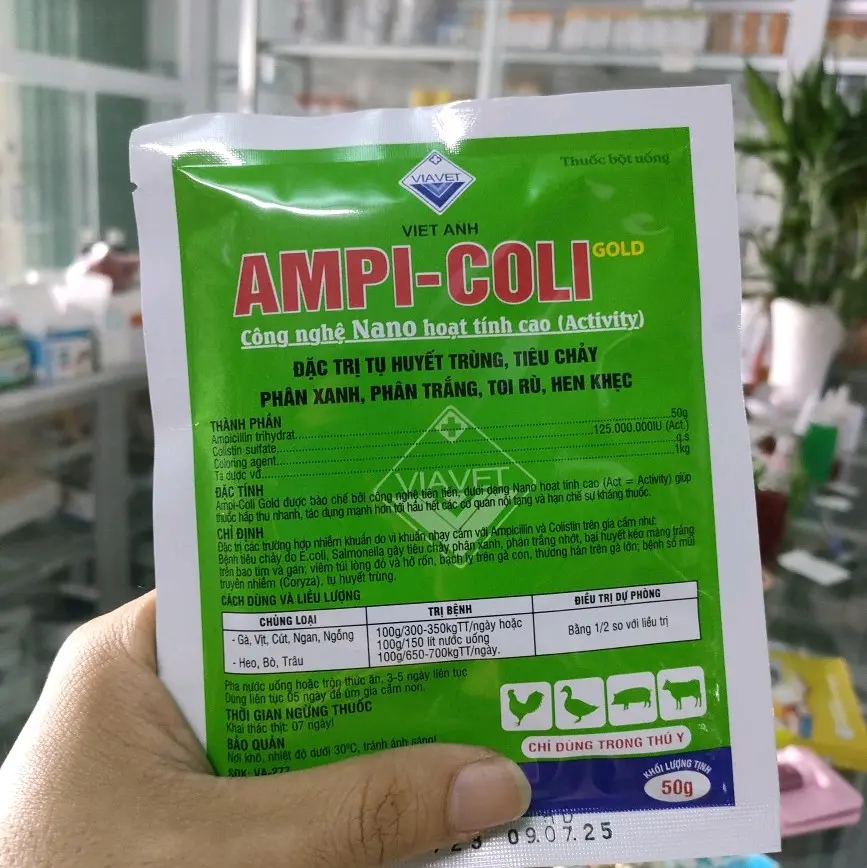 VIAVET
Thuốc bột uống
VIET ANH
AMPI-COLI GOLD
Công nghệ Nano hoạt tính cao (Activity)
ĐẶC TRỊ TỤ HUYẾT TRÙNG, TIÊU CHẢY
PHÂN XANH, PHÂN TRẮNG, TOI RÙ, HEN KHẸC
THÀNH PHẦN
Ampicillin trihydrat..........50g
Colistin sulfate..........125.000.000IU (Act.)
Coloring agent..........q.s
Tá dược vđ..........1kg
VIAVET
ĐẶC TÍNH
Ampi-Coli Gold được bào chế bởi công nghệ tiên tiến, dưới dạng Nano hoạt tính cao (Act = Activity) giúp
thuốc hấp thu nhanh, tác dụng mạnh hơn tới hầu hết các cơ quan nội tạng và hạn chế sự kháng thuốc.
CHỈ ĐỊNH
Đặc trị các trường hợp nhiễm khuẩn do vi khuẩn nhạy cảm với Ampicillin và Colistin trên gia cầm như:
Bệnh tiêu chảy do E.coli, Salmonella gây tiêu chảy phân xanh, phân trắng nhớt, bại huyết kéo màng trắng
trên bao tim và gan; viêm túi lòng đỏ và hở rốn, bạch lỵ trên gà con, thương hàn trên gà lớn; bệnh sổ mũi
truyền nhiễm (Coryza), tụ huyết trùng.
CÁCH DÙNG VÀ LIỀU LƯỢNG
CHỦNG LOẠI TRỊ BỆNH ĐIỀU TRỊ DỰ PHÒNG
- Gà, Vịt, Cút, Ngan, Ngỗng 100g/300-350kgTT/ngày hoặc
100g/150 lít nước uống Bằng 1/2 so với liều trị
- Heo, Bò, Trâu 100g/650-700kgTT/ngày.
Pha nước uống hoặc trộn thức ăn, 3-5 ngày liên tục
Dùng liên tục 05 ngày để úm gia cầm non.
THỜI GIAN NGỪNG THUỐC
Khai thác thịt: 07 ngày
BẢO QUẢN
Nơi khô, nhiệt độ dưới 30°C, tránh ánh sáng
SĐK: VA-277
CHỈ DÙNG TRONG THÚ Y
KHỐI LƯỢNG TỊNH
50g
09.07.25